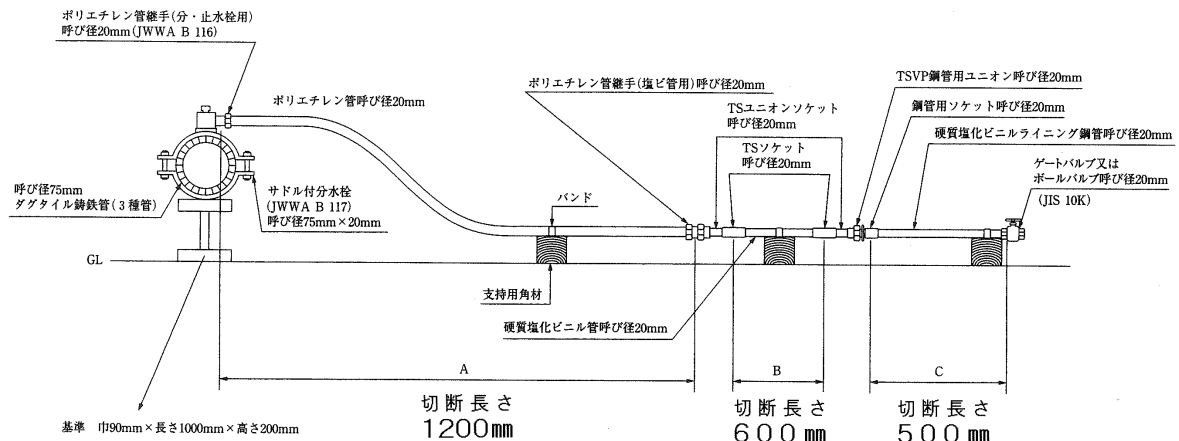 ポリエチレン管継手(分・止水栓用)
呼び径20mm(JWWA B 116)
ポリエチレン管呼び径20mm
ポリエチレン管継手(塩ビ管用)呼び径20mm
TSユニオンソケット
呼び径20mm
TSソケット
呼び径20mm
TSVP鋼管用ユニオン呼び径20mm
鋼管用ソケット呼び径20mm
硬質塩化ビニルライニング鋼管呼び径20mm
ゲートバルブ又は
ボールバルブ呼び径20mm
(JIS 10K)
呼び径75mm
ダグタイル鋳鉄管(3種管)
サドル付分水栓
(JWWA B 117)
呼び径75mm×20mm
バンド
GL
支持用角材
硬質塩化ビニル管呼び径20mm
A
B
C
切断長さ
1200㎜
切断長さ
600㎜
切断長さ
500㎜
基準 巾90mm×長さ1000mm×高さ200mm